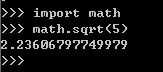 >>> import math
>>> math.sqrt(5)
2.23606797749979
>>>